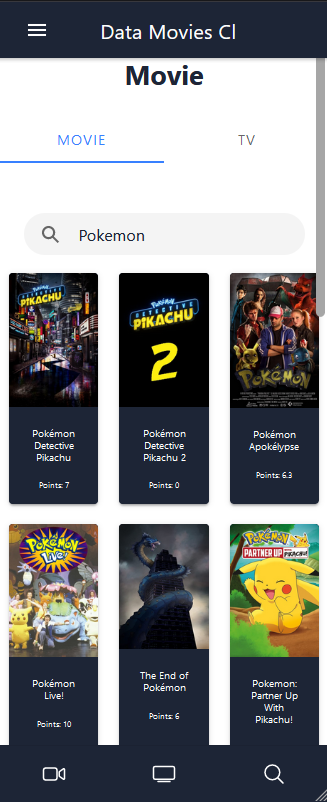 Data Movies Cl
Movie
MOVIE
TV
Pokemon
POKÉMON
DETECTIVE
PIKACHU
Pokémon
Detective
Pikachu
Points: 7
POKÉMON
DETECTIVE
PIKACHU
2
Pokémon
Detective
Pikachu 2
Points: 0
POKÉMON
Pokémon
Apokélypse
Points: 6.3
POKÉMON
Live!
Pokémon
Live!
Points: 10
The End of
Pokémon
Points: 6
POKÉMON
PARTNER UP
WITH
PIKACHU!
Pokemon:
Partner Up
With
Pikachu!